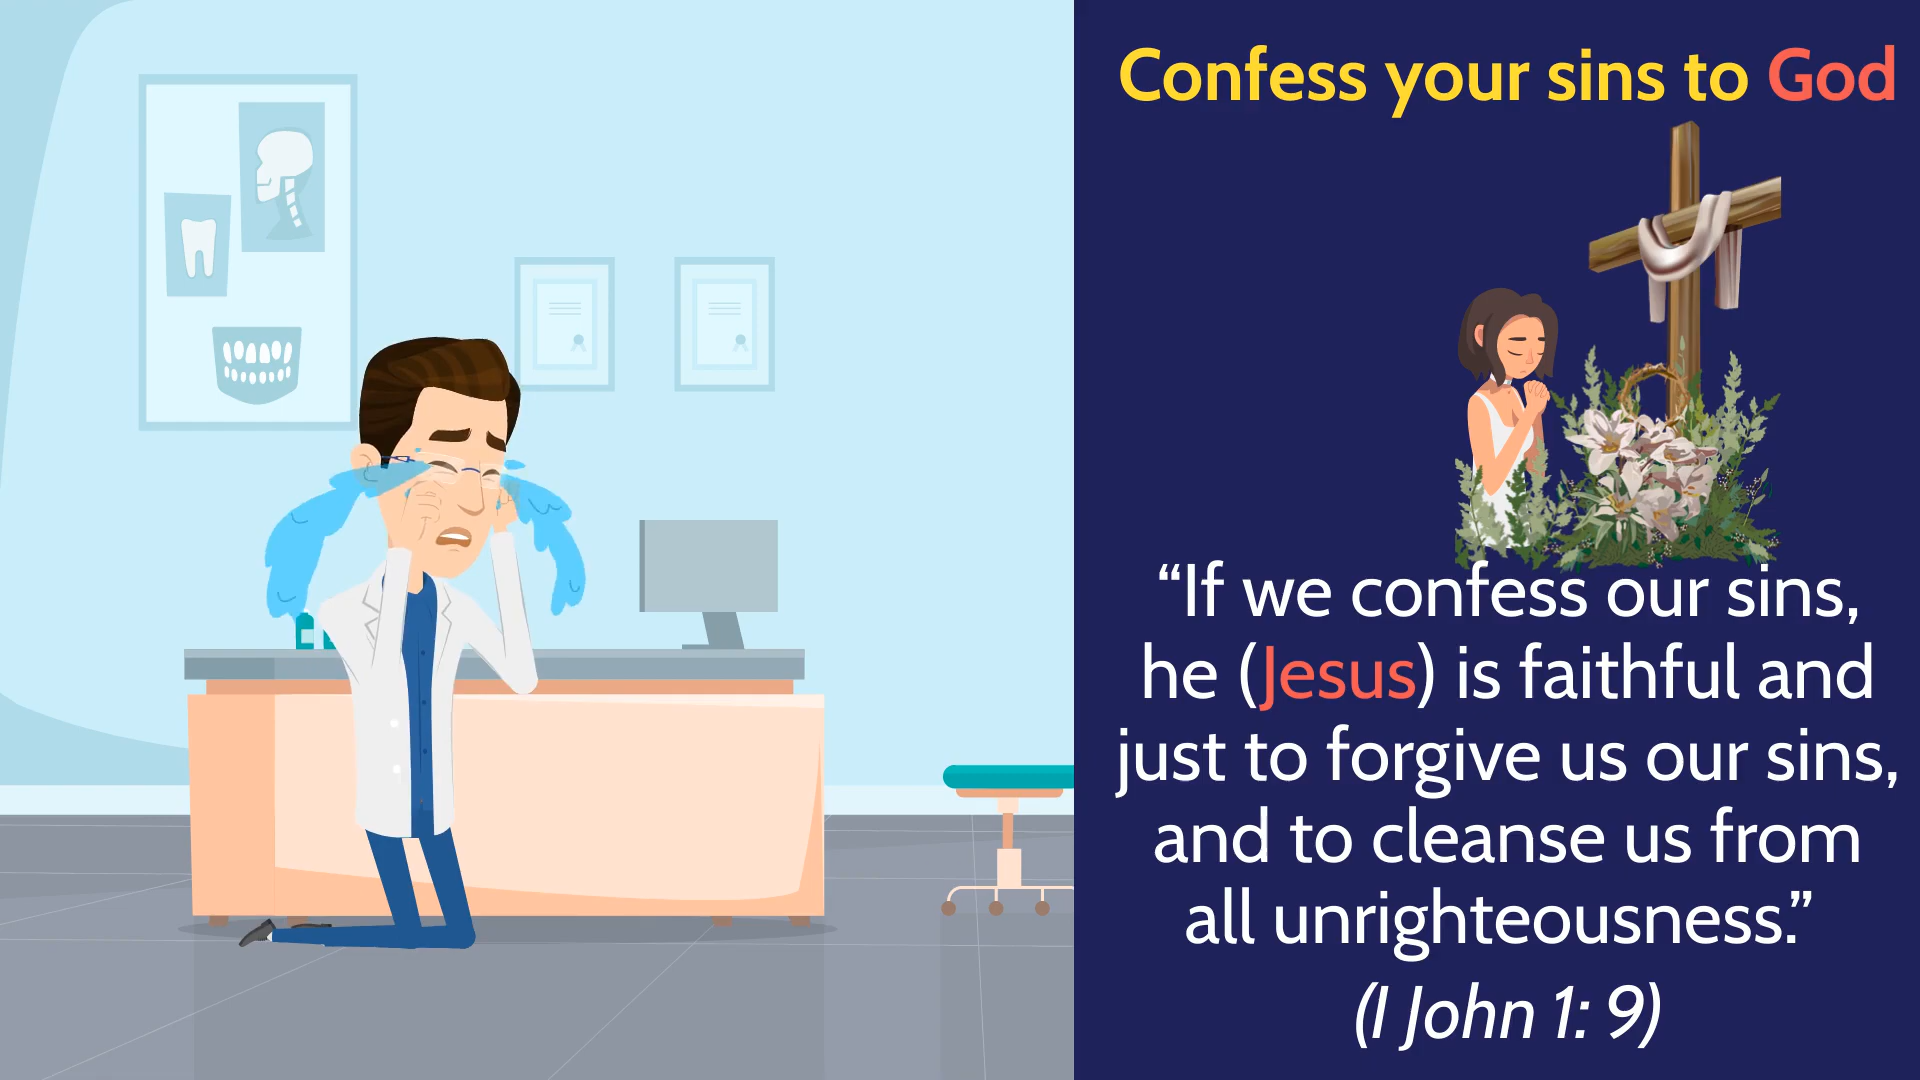 Confess your sins to God
“If we confess our sins,
he (Jesus) is faithful and
just to forgive us our sins,
and to cleanse us from
all unrighteousness.”
(I John 1: 9)